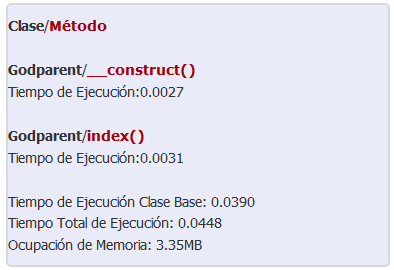 Clase/Método
Godparent/__construct()
Tiempo de Ejecución:0.0027
Godparent/index()
Tiempo de Ejecución:0.0031
Tiempo de Ejecución Clase Base: 0.0390
Tiempo Total de Ejecución: 0.0448
Ocupación de Memoria: 3.35MB